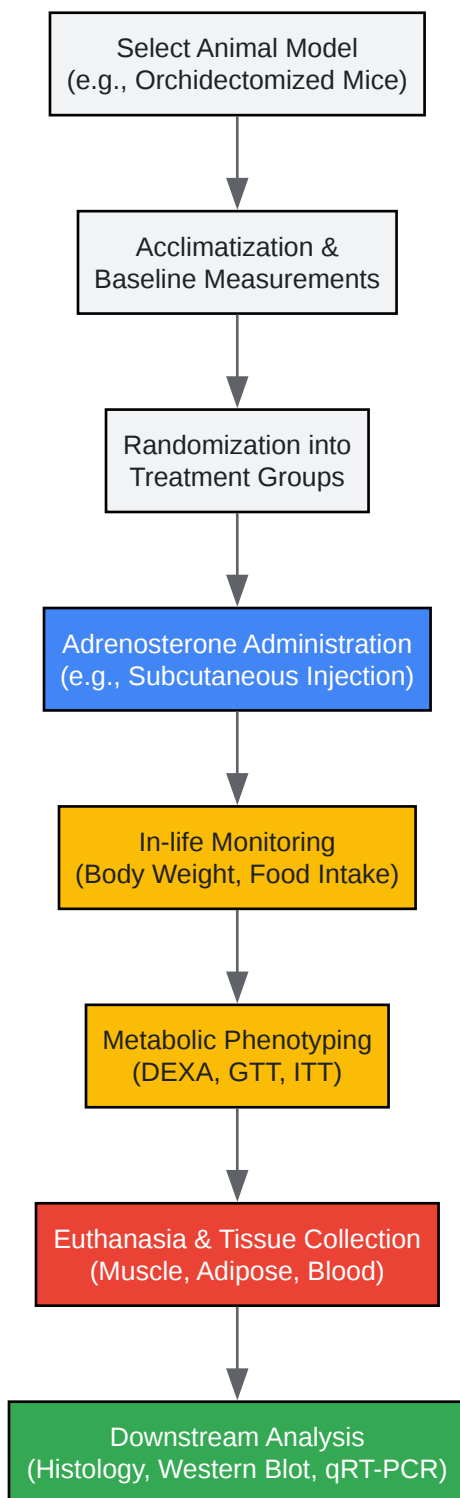 Select Animal Model
(e.g., Orchidectomized Mice)
Acclimatization &
Baseline Measurements
Randomization into
Treatment Groups
Adrenosterone Administration
(e.g., Subcutaneous Injection)
In-life Monitoring
(Body Weight, Food Intake)
Metabolic Phenotyping
(DEXA, GTT, ITT)
Euthanasia & Tissue Collection
(Muscle, Adipose, Blood)
Downstream Analysis
(Histology, Western Blot, qRT-PCR)